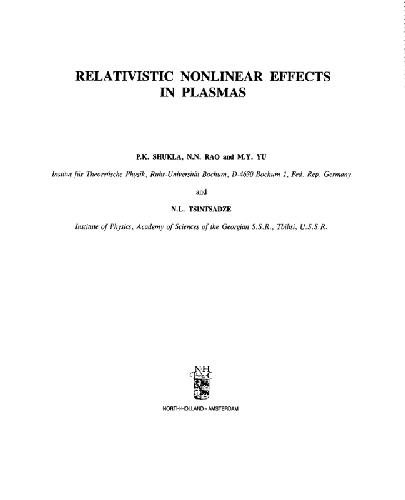 RELATIVISTIC NONLINEAR EFFECTS
IN PLASMAS
P.K. SHUKLA, N.N. RAO and M.Y. YU
Institut für Theoretische Physik, Ruhr-Universität Bochum, D-4630 Bochum 1, Fed. Rep. Germany
and
N.L. TSINTSADZE
Institute of Physics, Academy of Sciences of the Georgian S.S.R., Tbilisi, U.S.S.R.
NH
NORTH-HOLLAND - AMSTERDAM